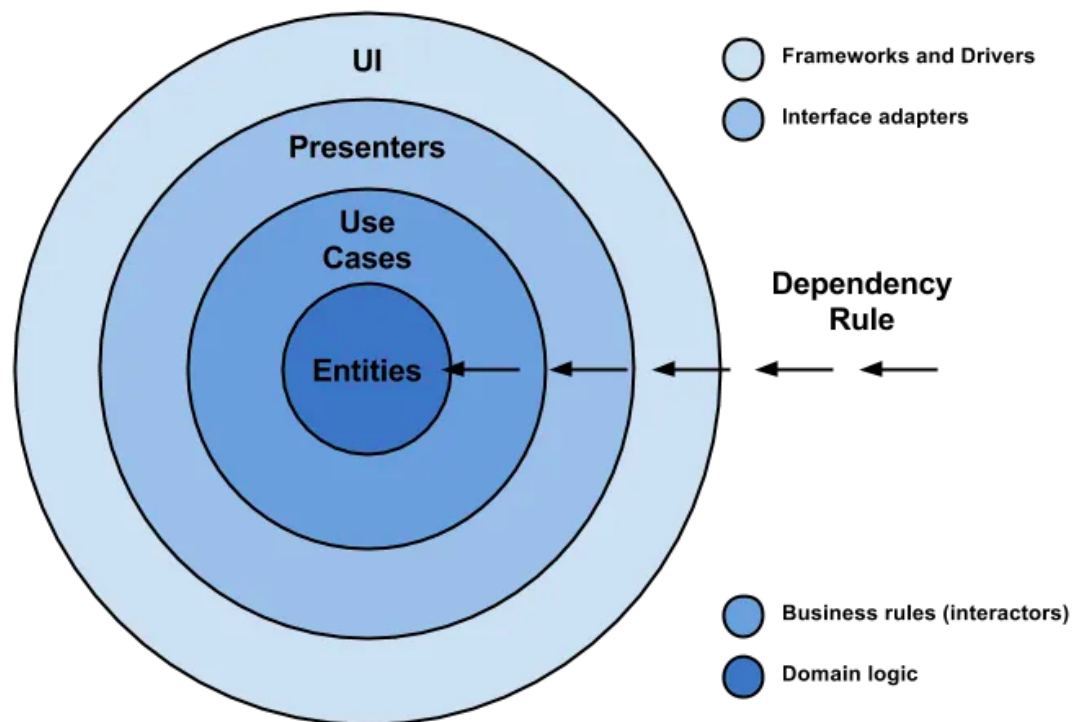 UI
Presenters
Use
Cases
Entities
Frameworks and Drivers
Interface adapters
Dependency
Rule
Business rules (interactors)
Domain logic